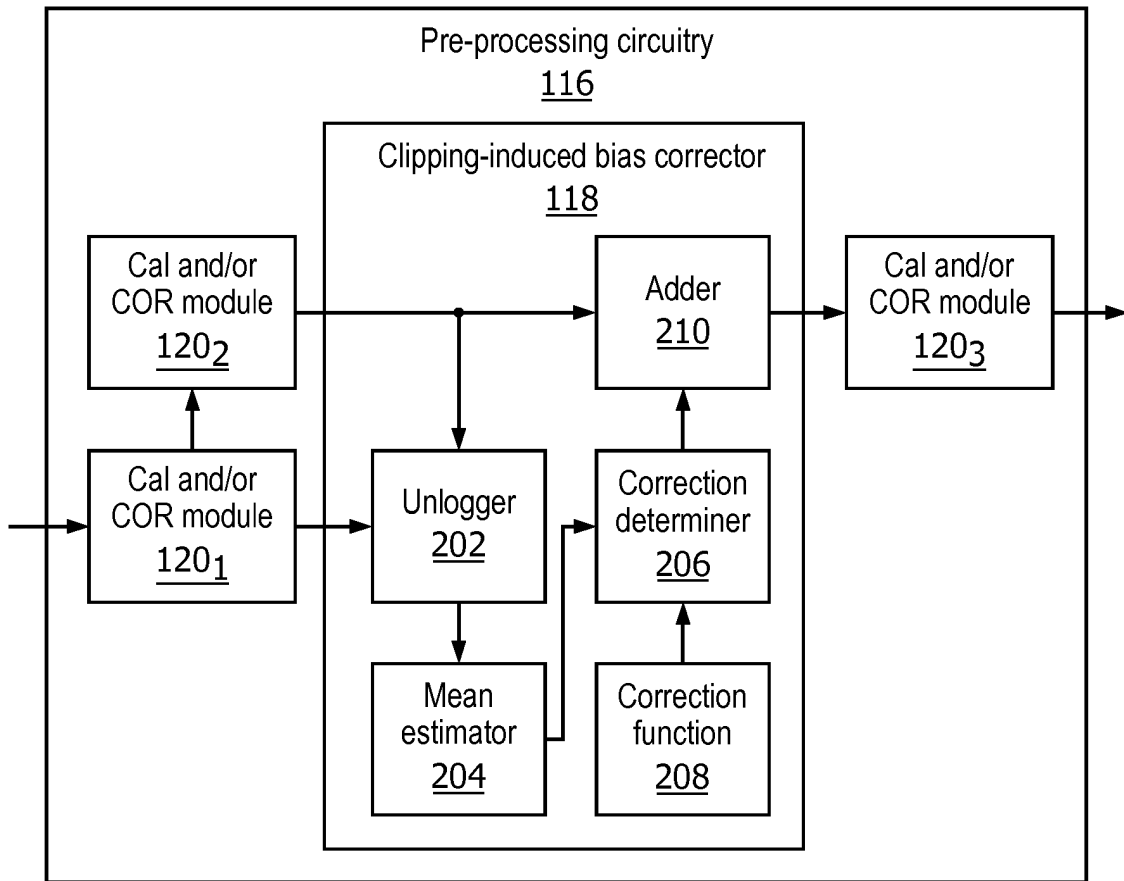 Pre-processing circuitry
116
Clipping-induced bias corrector
118
Cal and/or
COR module
120₂
Adder
210
Cal and/or
COR module
120₃
Cal and/or
COR module
120₁
Unlogger
202
Correction
determiner
206
Mean
estimator
204
Correction
function
208